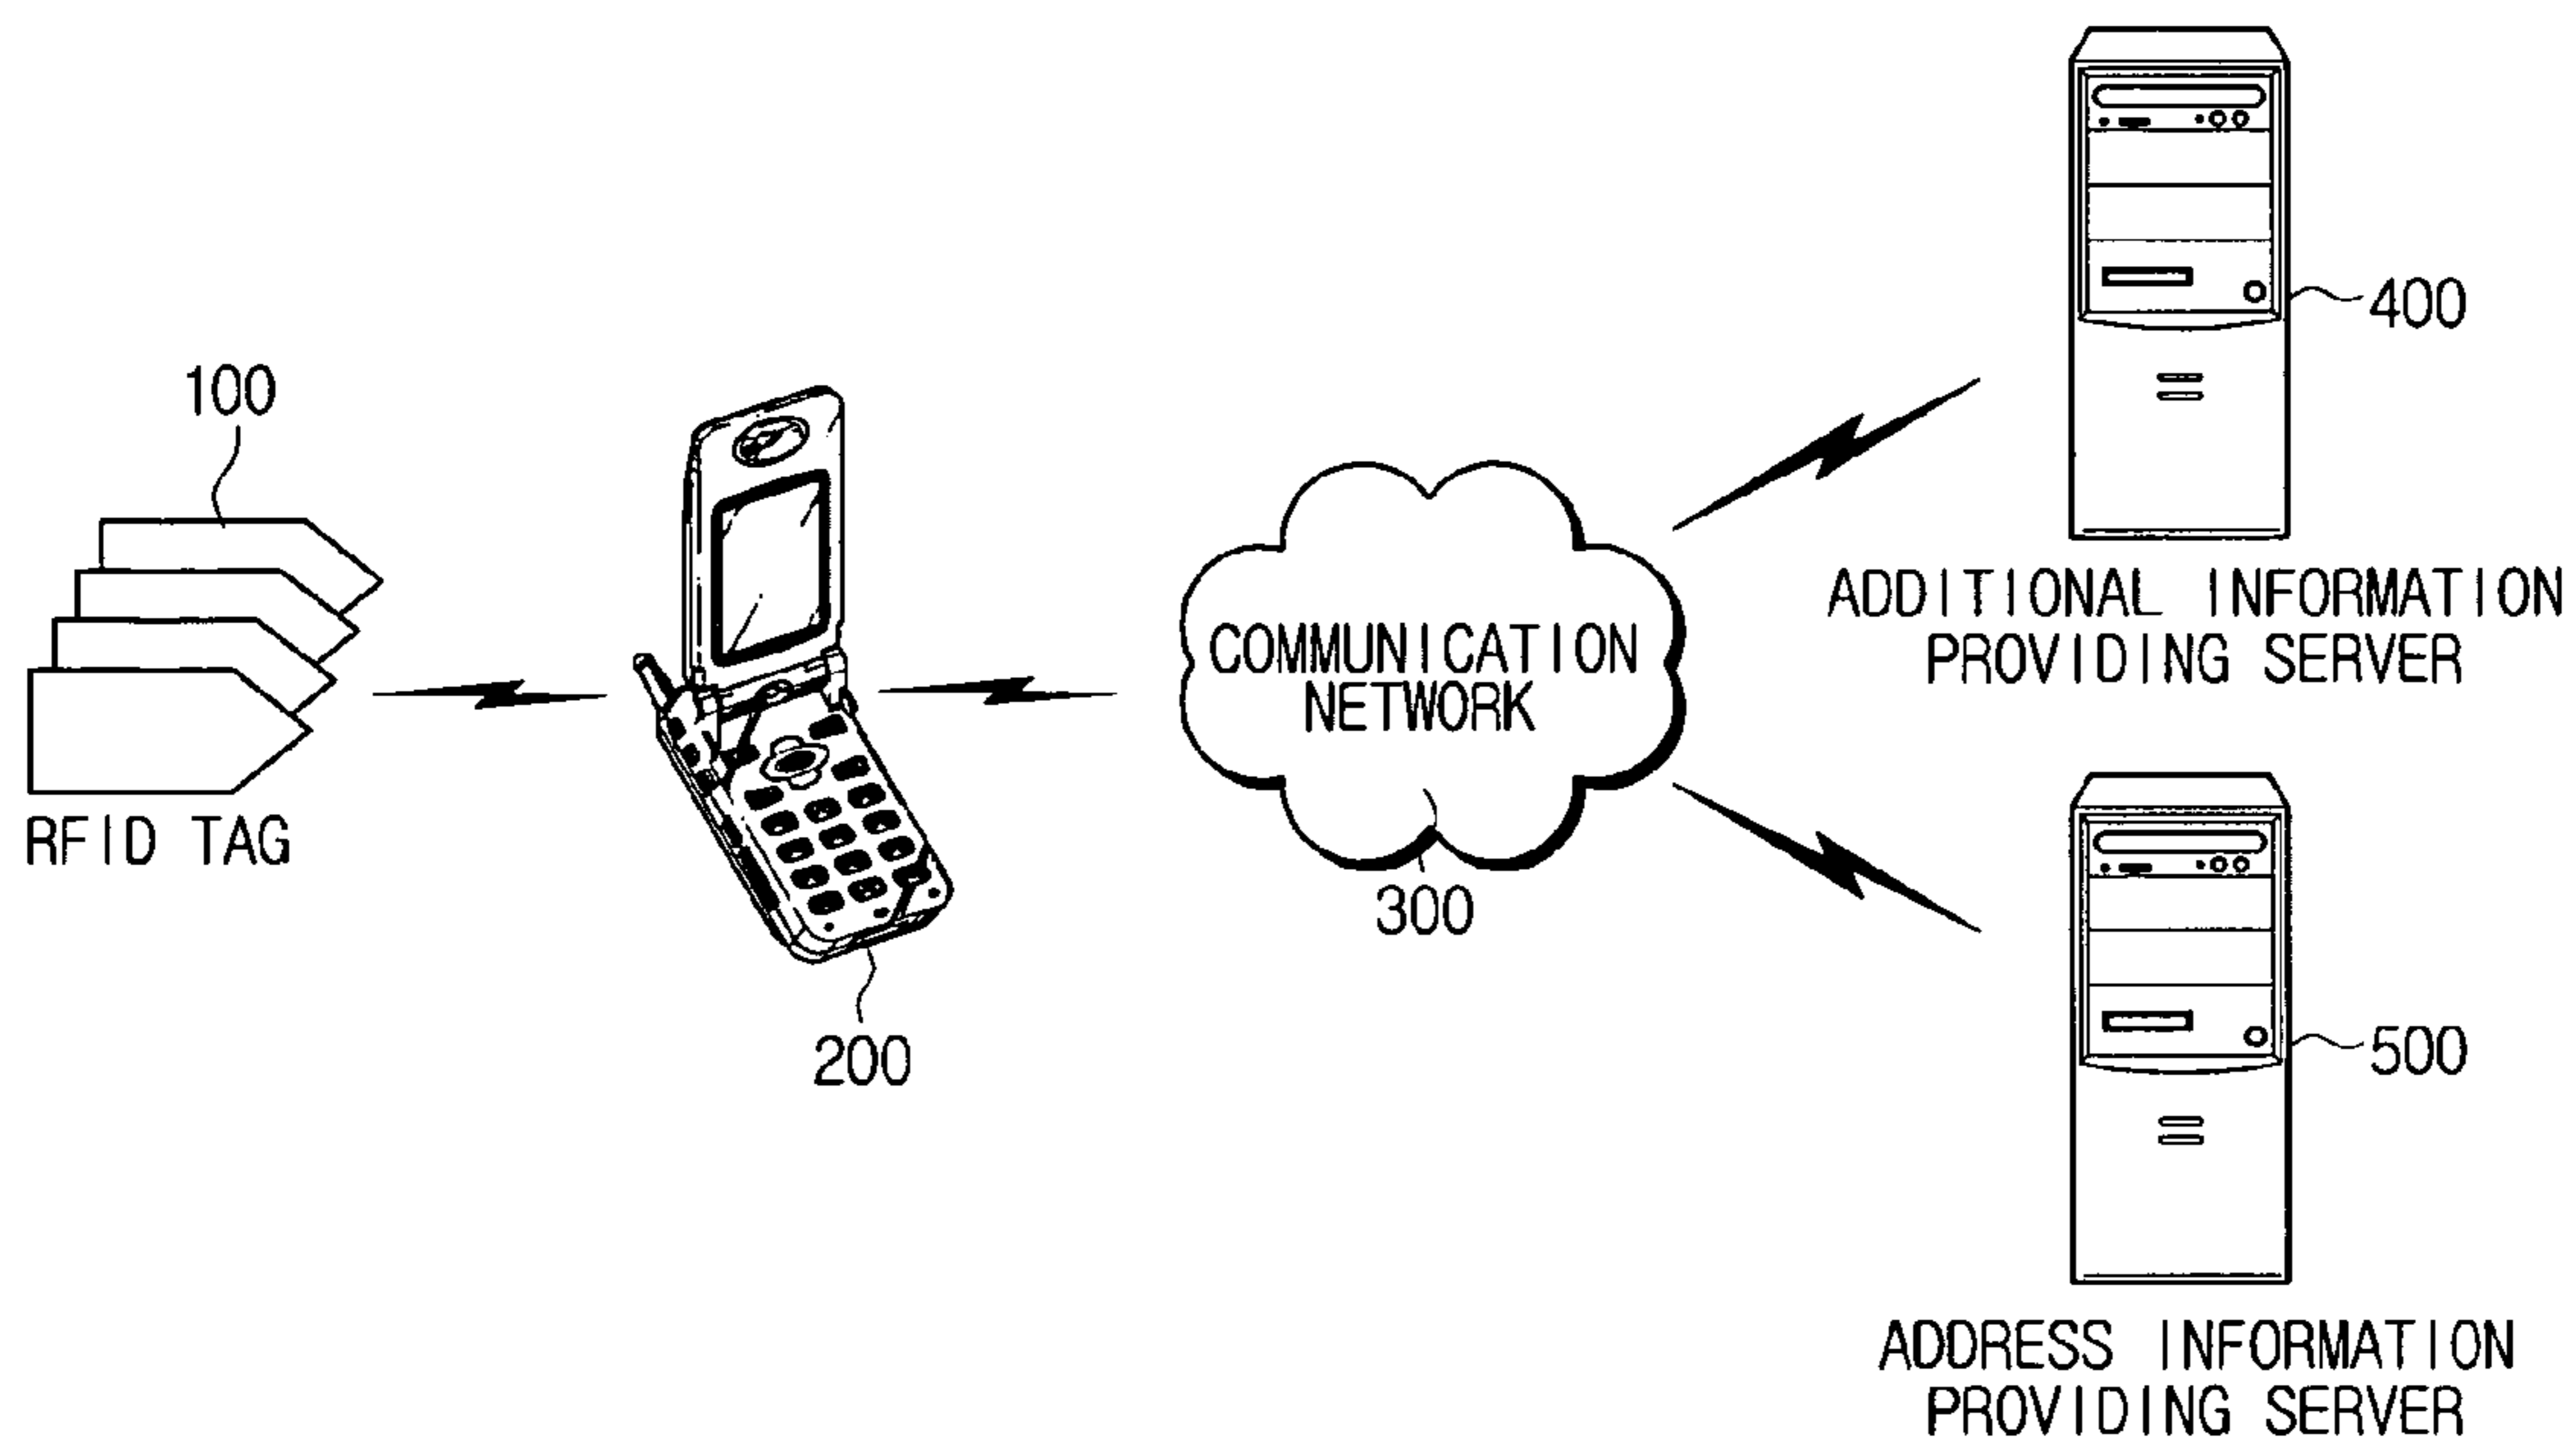 100
RFID TAG
200
COMMUNICATION
NETWORK
300
400
ADDITIONAL INFORMATION
PROVIDING SERVER
500
ADDRESS INFORMATION
PROVIDING SERVER